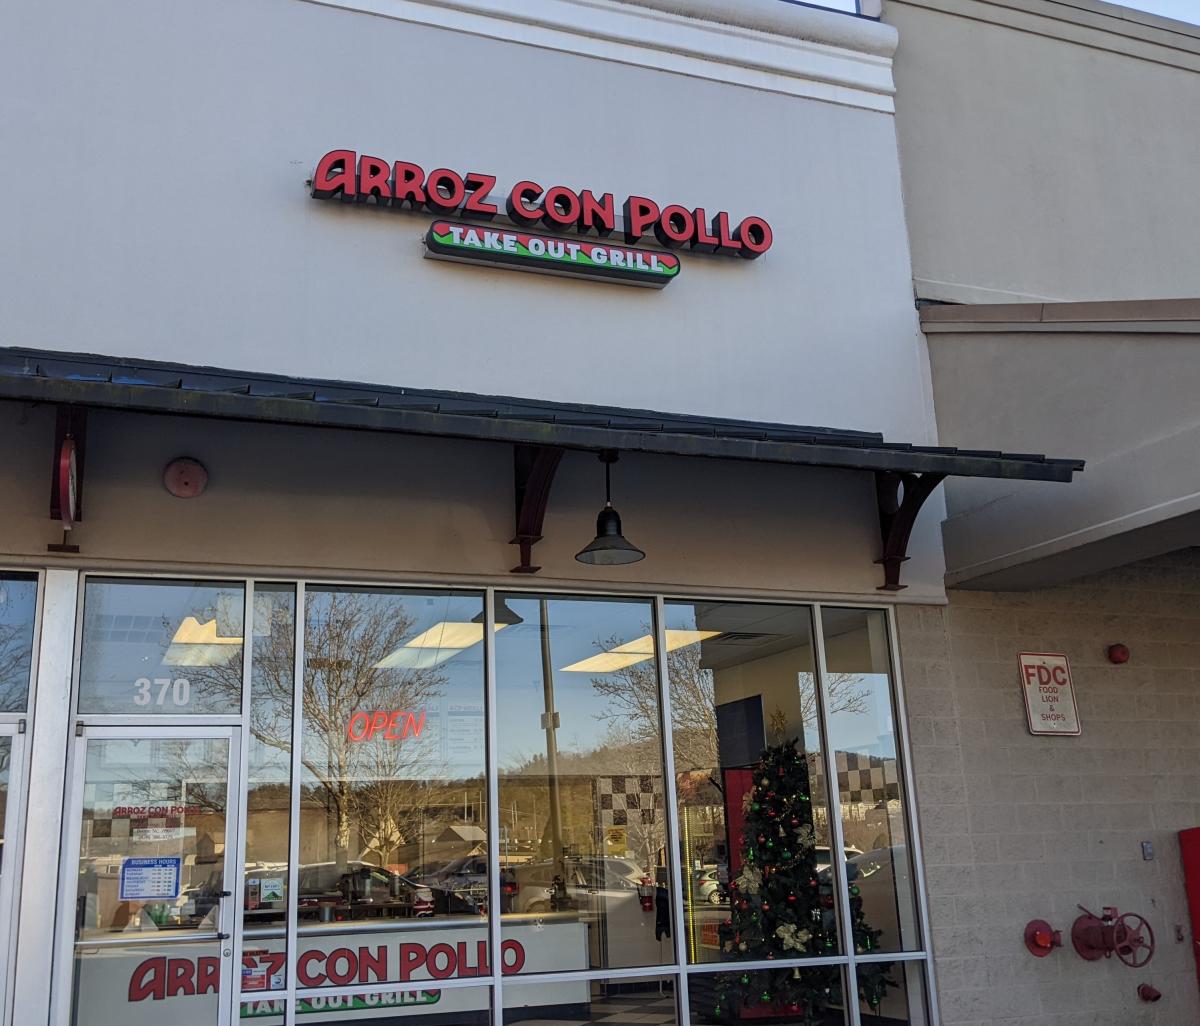 ARROZ CON POLLO
TAKE OUT GRILL
370
OPEN
FDC
FOOD
LION
&
SHOPS
ARROZ CON POLLO
BUSINESS HOURS
ARROZ CON POLLO
TAKE OUT GRILL